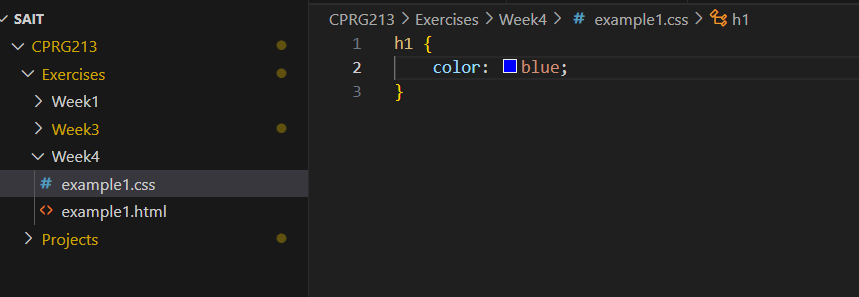 SAIT
CPRG213
Exercises
Week1
Week3
Week4
# example1.css
<> example1.html
Projects
CPRG213 > Exercises > Week4 > # example1.css > h1
1 h1 {
2 color: blue;
3 }